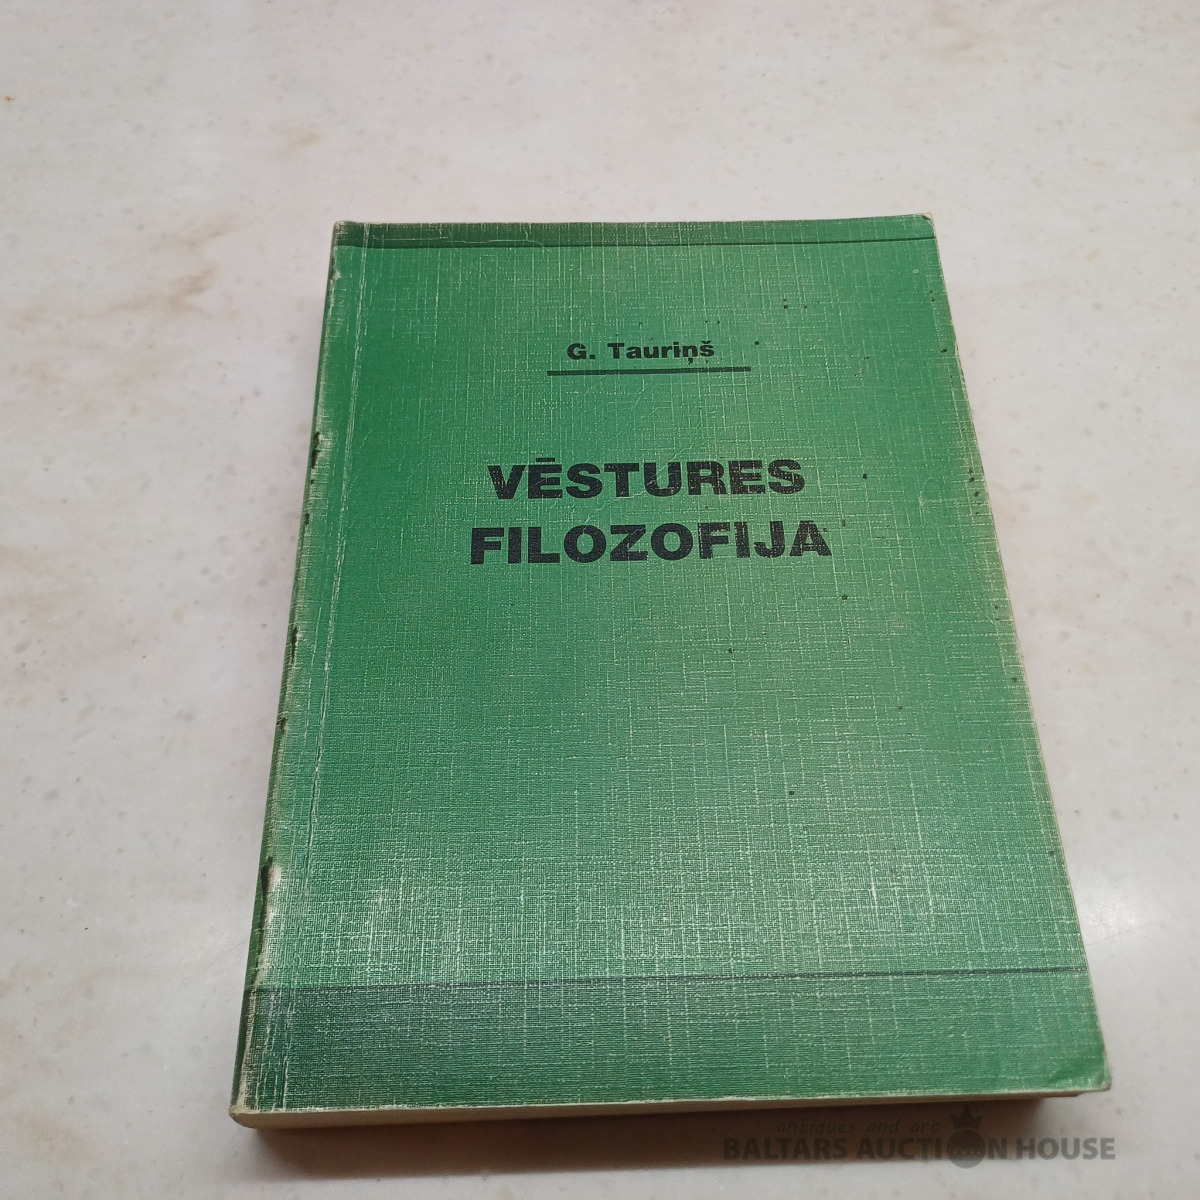 G. Tauriņš
VĒSTURES
FILOZOFIJA
antiques and art
BALTARS AUCTION HOUSE